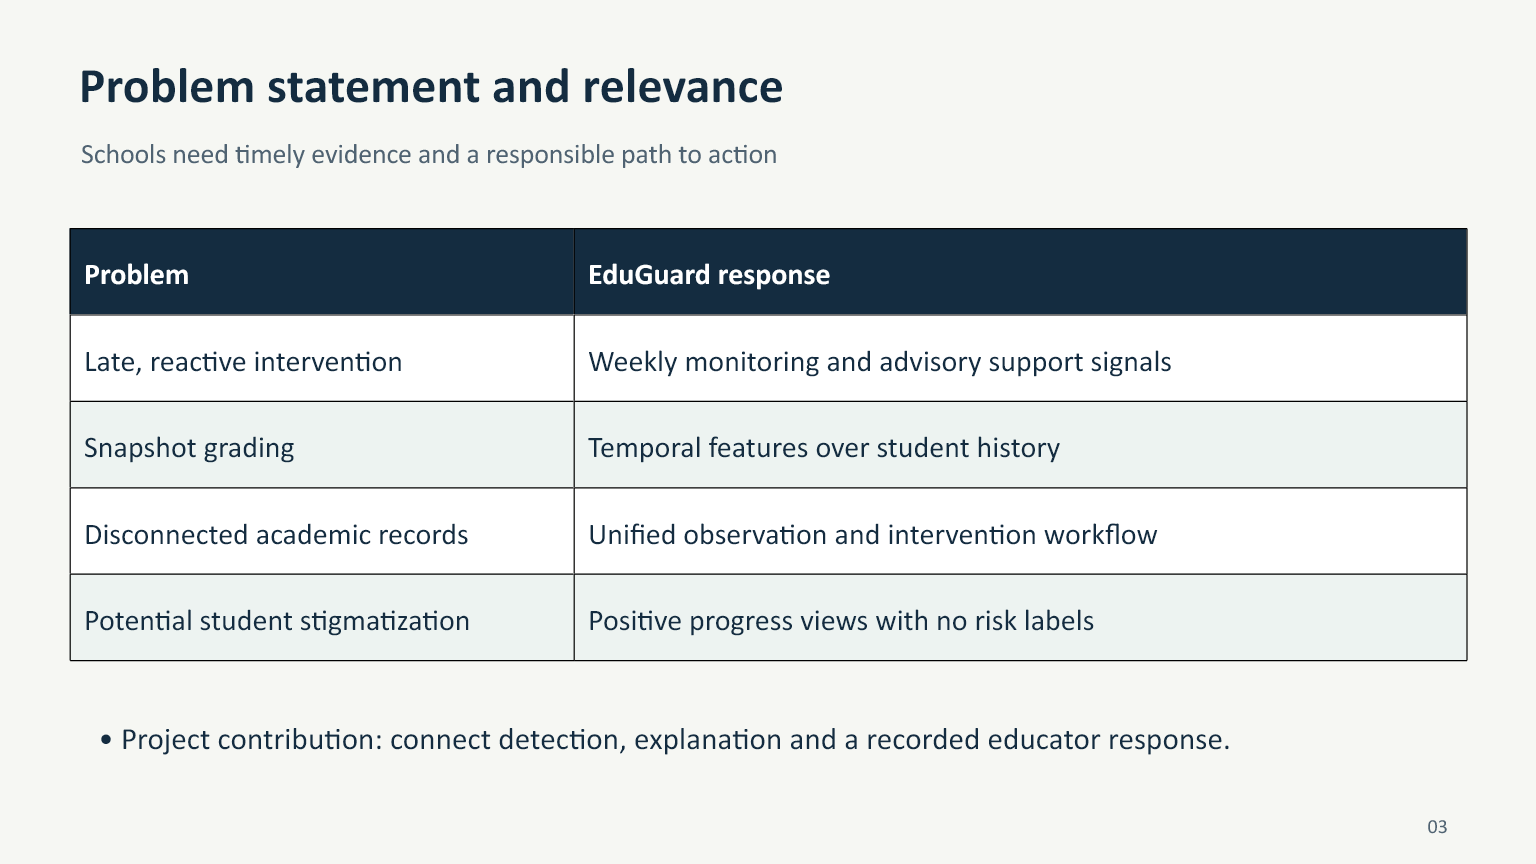 Problem statement and relevance
Schools need timely evidence and a responsible path to action
Problem
EduGuard response
Late, reactive intervention
Weekly monitoring and advisory support signals
Snapshot grading
Temporal features over student history
Disconnected academic records
Unified observation and intervention workflow
Potential student stigmatization
Positive progress views with no risk labels
• Project contribution: connect detection, explanation and a recorded educator response.
03